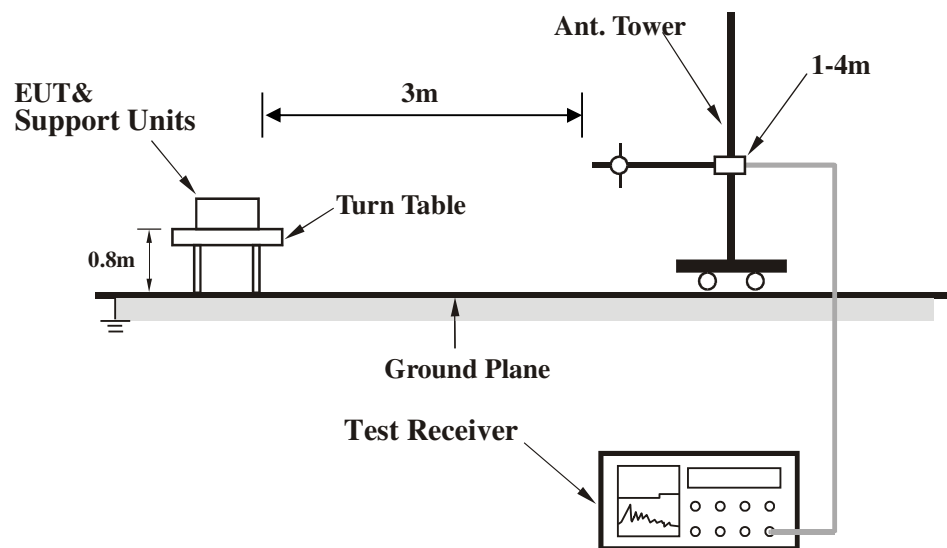 Ant. Tower
1-4m
EUT&
Support Units
3m
Turn Table
0.8m
Ground Plane
Test Receiver